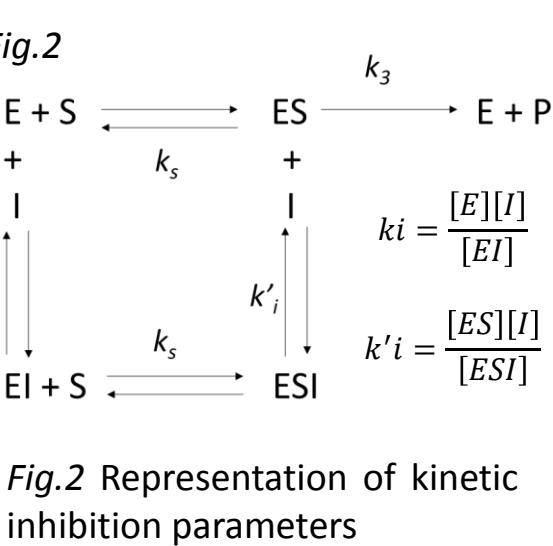 Fig.2
k3
E + S ES E + P
ks
+ +
I I
ki = [E][I] / [EI]
k'i
ks
k'i = [ES][I] / [ESI]
EI + S ESI
Fig.2 Representation of kinetic
inhibition parameters